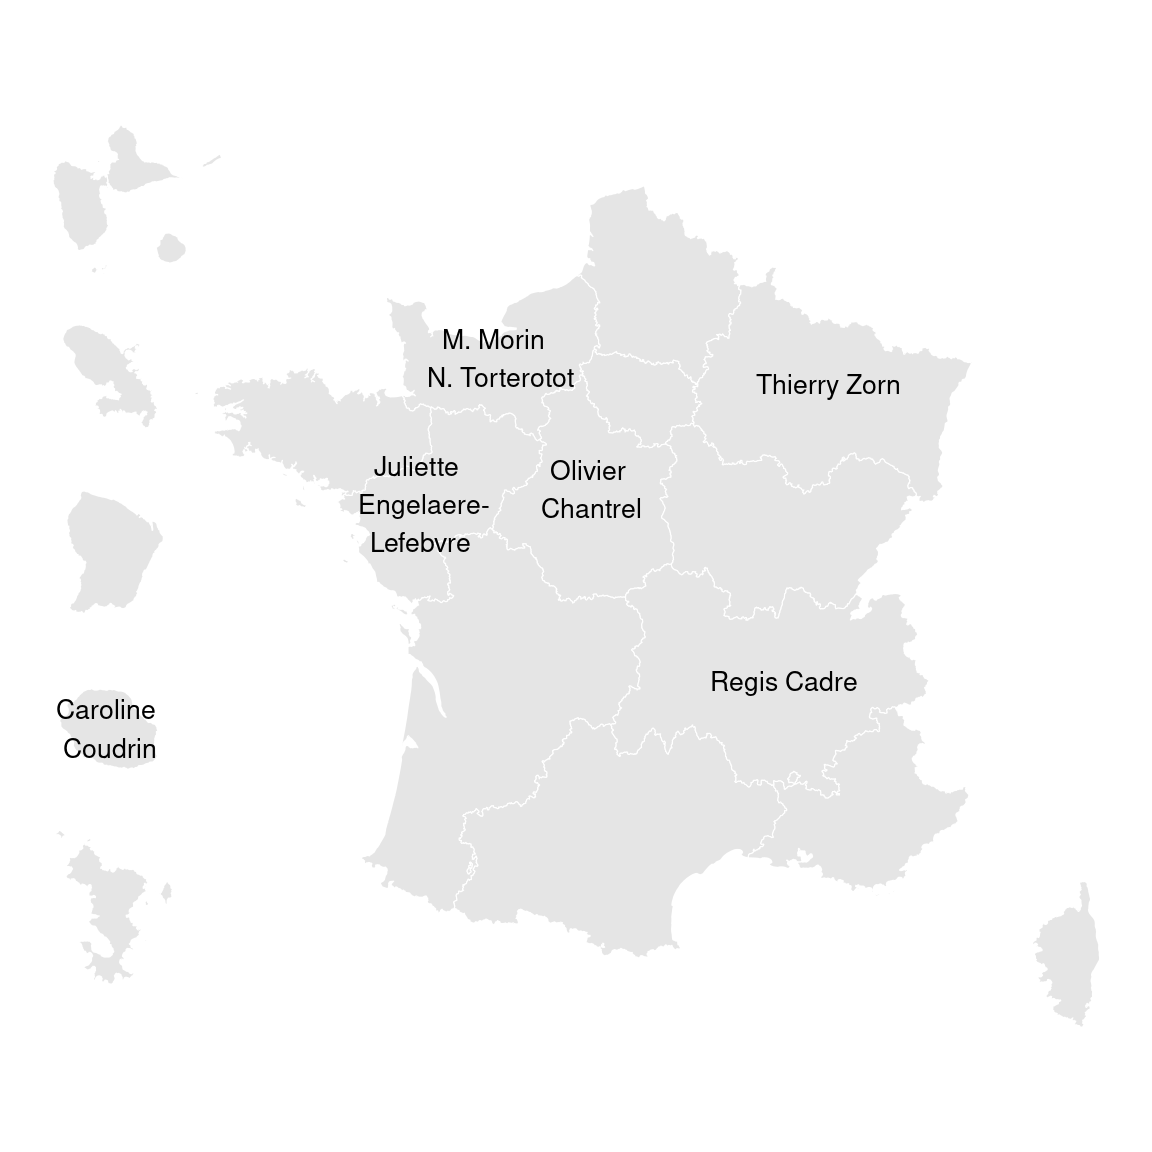 M. Morin
N. Torterotot
Thierry Zorn
Juliette
Engelaere-
Lefebvre
Olivier
Chantrel
Regis Cadre
Caroline
Coudrin